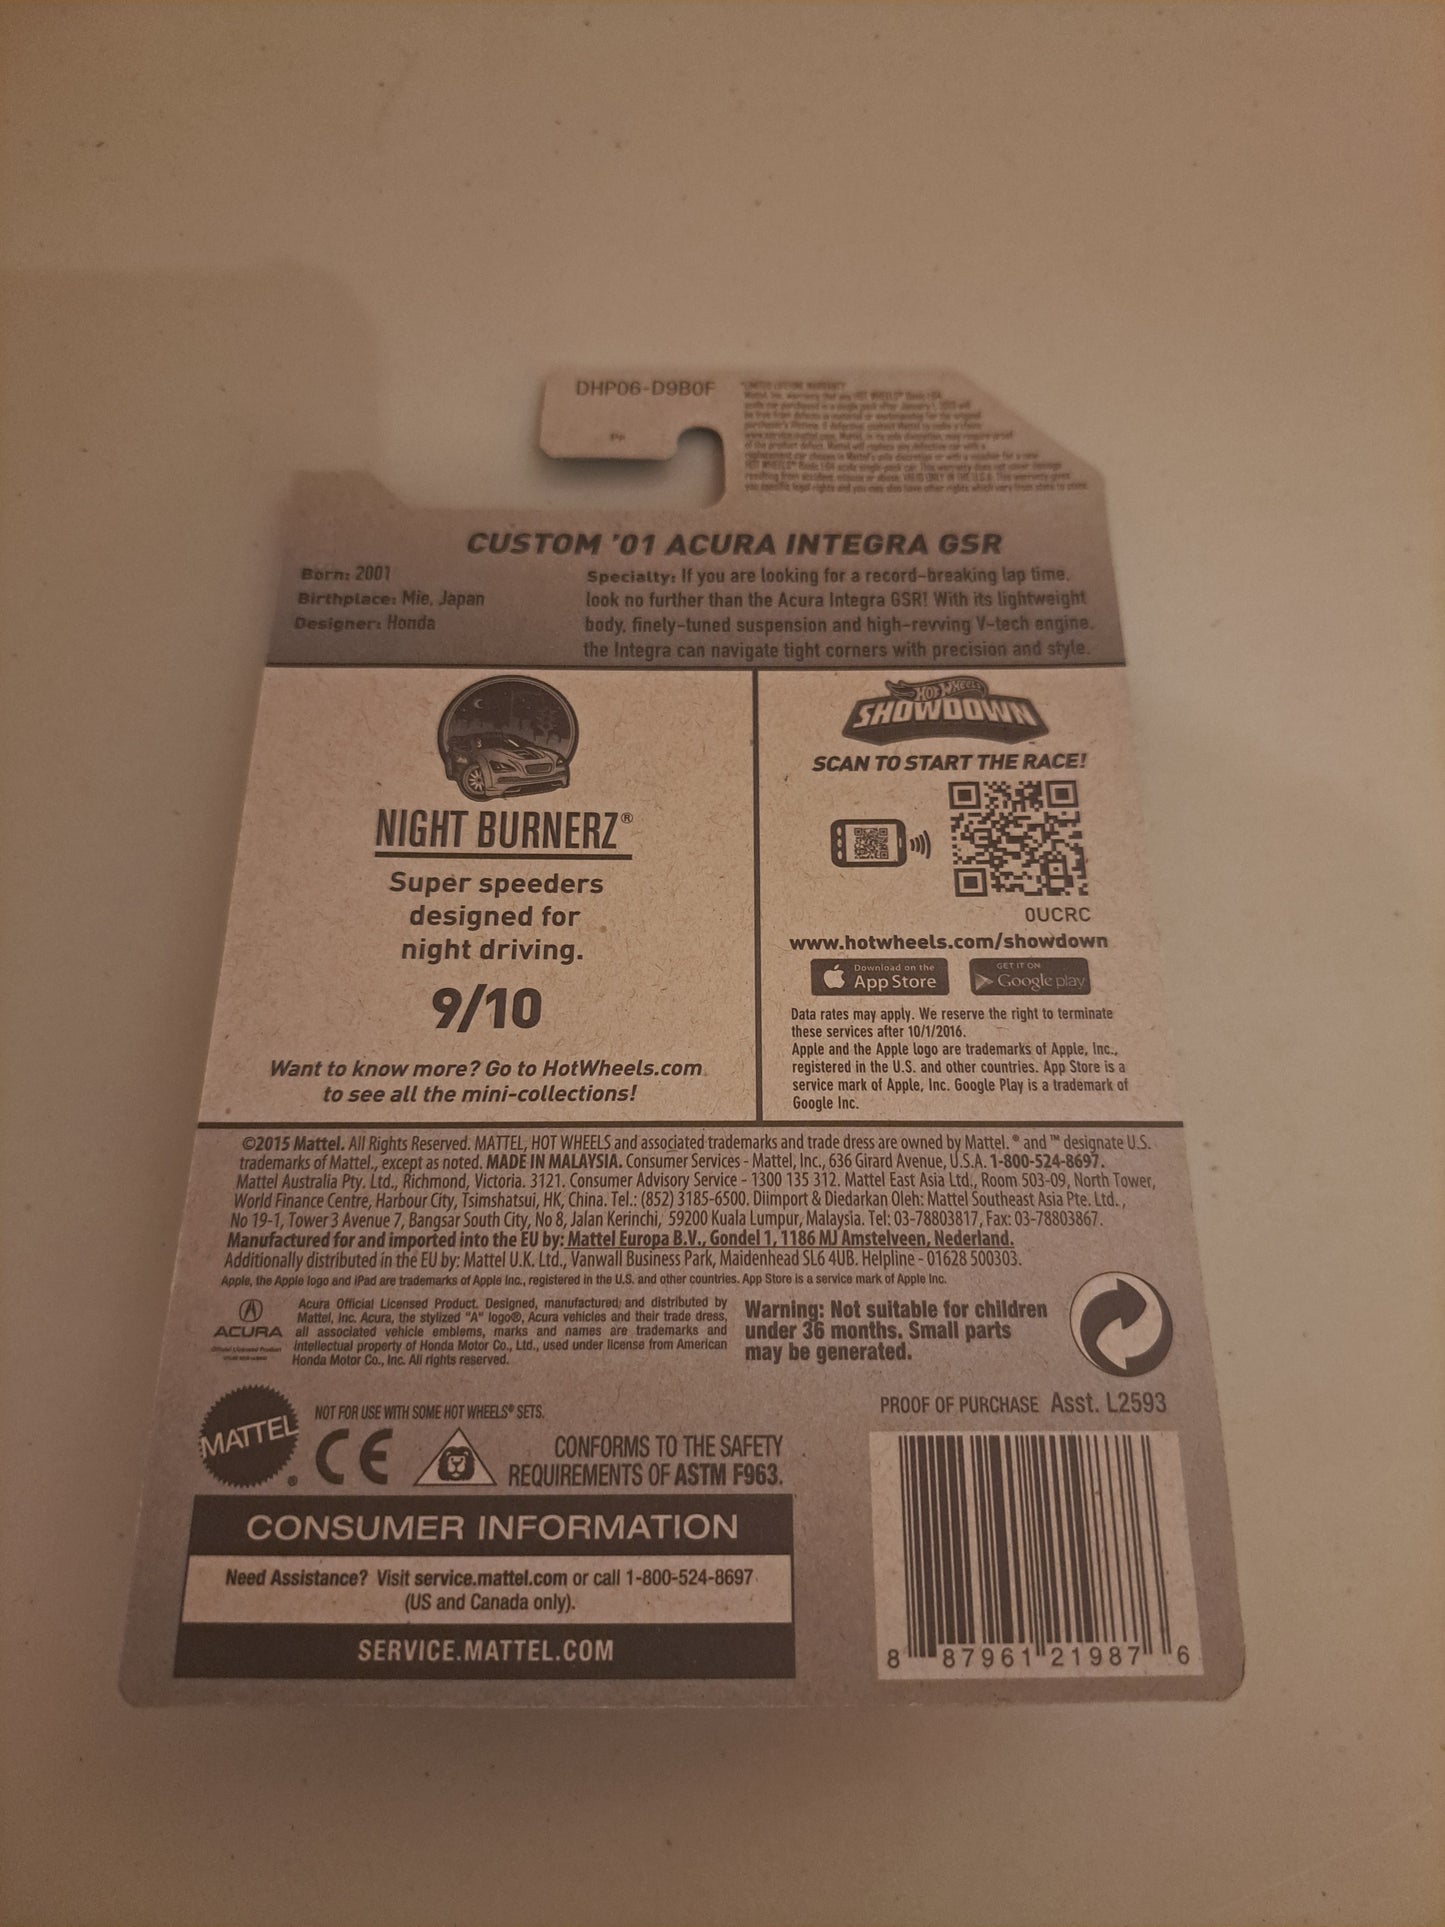 DHP06-D9B0F
*LIMITED LIFETIME WARRANTY
CUSTOM '01 ACURA INTEGRA GSR
Born: 2001
Birthplace: Mie, Japan
Designer: Honda
Specialty: If you are looking for a record-breaking lap time,
look no further than the Acura Integra GSR! With its lightweight
body, finely-tuned suspension and high-revving V-tech engine,
the Integra can navigate tight corners with precision and style.
NIGHT BURNERZ®
Super speeders
designed for
night driving.
9/10
Want to know more? Go to HotWheels.com
to see all the mini-collections!
HOT WHEELS
SHOWDOWN
SCAN TO START THE RACE!
0UCRC
www.hotwheels.com/showdown
Download on the
App Store
GET IT ON
Google play
Data rates may apply. We reserve the right to terminate
these services after 10/1/2016.
Apple and the Apple logo are trademarks of Apple, Inc.,
registered in the U.S. and other countries. App Store is a
service mark of Apple, Inc. Google Play is a trademark of
Google Inc.
©2015 Mattel. All Rights Reserved. MATTEL, HOT WHEELS and associated trademarks and trade dress are owned by Mattel. ® and ™ designate U.S.
trademarks of Mattel., except as noted. MADE IN MALAYSIA. Consumer Services - Mattel, Inc., 636 Girard Avenue, U.S.A. 1-800-524-8697.
Mattel Australia Pty. Ltd., Richmond, Victoria. 3121. Consumer Advisory Service - 1300 135 312. Mattel East Asia Ltd., Room 503-09, North Tower,
World Finance Centre, Harbour City, Tsimshatsui, HK, China. Tel.: (852) 3185-6500. Diimport & Diedarkan Oleh: Mattel Southeast Asia Pte. Ltd.,
No 19-1, Tower 3 Avenue 7, Bangsar South City, No 8, Jalan Kerinchi, 59200 Kuala Lumpur, Malaysia. Tel: 03-78803817, Fax: 03-78803867.
Manufactured for and imported into the EU by: Mattel Europa B.V., Gondel 1, 1186 MJ Amstelveen, Nederland.
Additionally distributed in the EU by: Mattel U.K. Ltd., Vanwall Business Park, Maidenhead SL6 4UB. Helpline - 01628 500303.
Apple, the Apple logo and iPad are trademarks of Apple Inc., registered in the U.S. and other countries. App Store is a service mark of Apple Inc.
ACURA
Acura Official Licensed Product. Designed, manufactured and distributed by
Mattel, Inc. Acura, the stylized "A" logo®, Acura vehicles and their trade dress,
all associated vehicle emblems, marks and names are trademarks and
intellectual property of Honda Motor Co., Ltd., used under license from American
Honda Motor Co., Inc. All rights reserved.
Warning: Not suitable for children
under 36 months. Small parts
may be generated.
MATTEL®
NOT FOR USE WITH SOME HOT WHEELS® SETS.
CE
CONFORMS TO THE SAFETY
REQUIREMENTS OF ASTM F963.
PROOF OF PURCHASE Asst. L2593
CONSUMER INFORMATION
Need Assistance? Visit service.mattel.com or call 1-800-524-8697
(US and Canada only).
SERVICE.MATTEL.COM
8 87961 21987 6